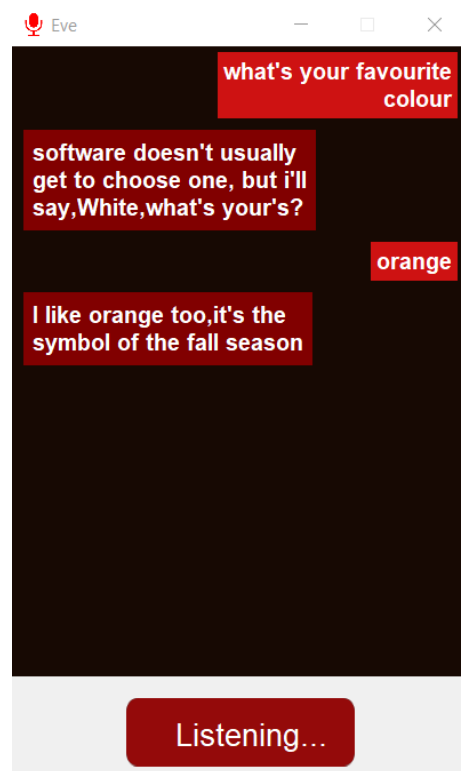 Eve
what's your favourite
colour
software doesn't usually
get to choose one, but i'll
say,White,what's your's?
orange
I like orange too,it's the
symbol of the fall season
Listening...